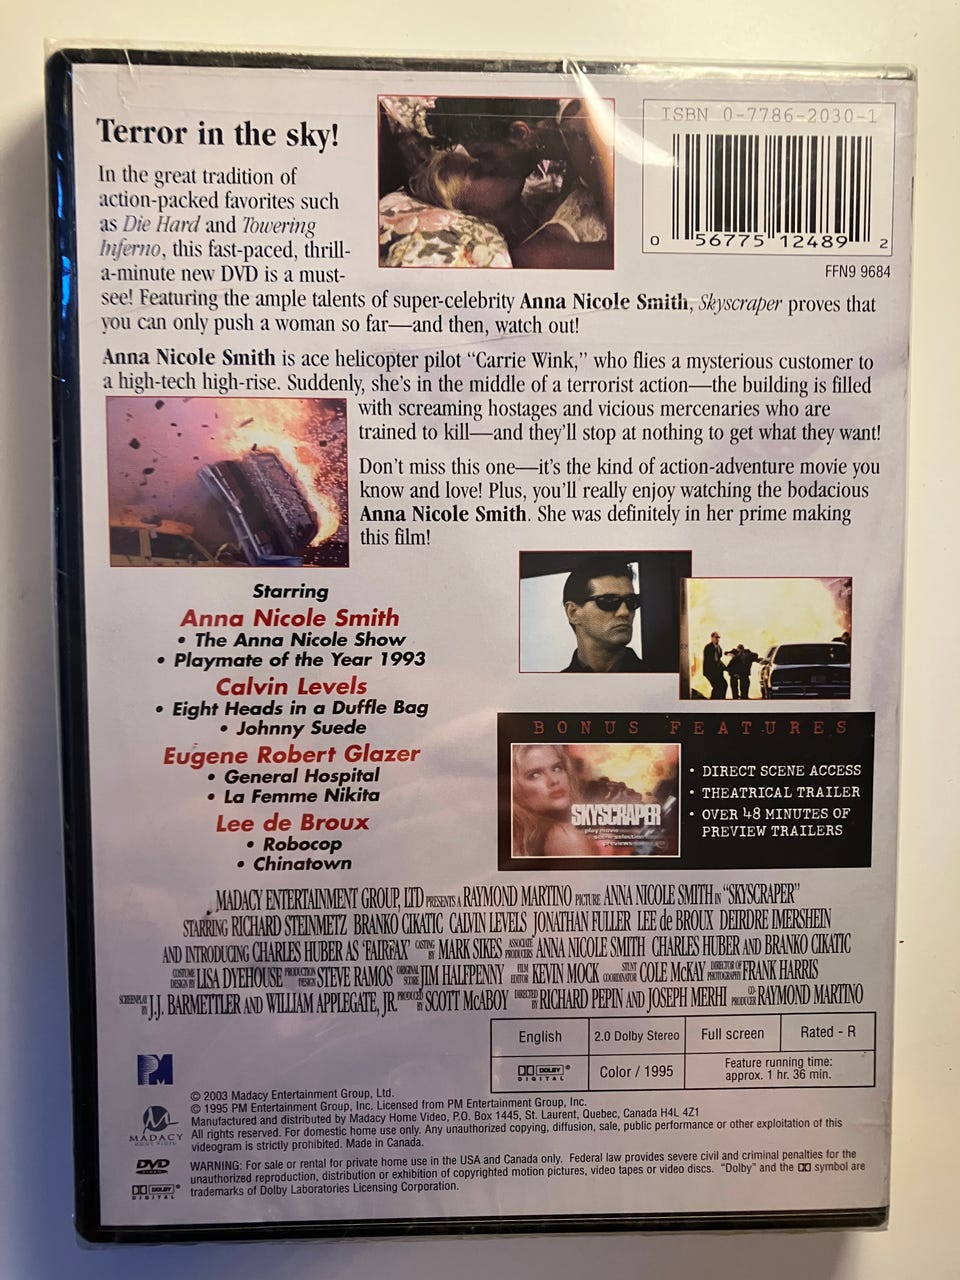 Terror in the sky!
In the great tradition of
action-packed favorites such
as Die Hard and Towering
Inferno, this fast-paced, thrill-
a-minute new DVD is a must-
see! Featuring the ample talents of super-celebrity Anna Nicole Smith, Skyscraper proves that
you can only push a woman so far—and then, watch out!
ISBN 0-7786-2030-1
0 56775 12489 2
FFN9 9684
Anna Nicole Smith is ace helicopter pilot “Carrie Wink,” who flies a mysterious customer to
a high-tech high-rise. Suddenly, she’s in the middle of a terrorist action—the building is filled
with screaming hostages and vicious mercenaries who are
trained to kill—and they’ll stop at nothing to get what they want!
Don’t miss this one—it’s the kind of action-adventure movie you
know and love! Plus, you’ll really enjoy watching the bodacious
Anna Nicole Smith. She was definitely in her prime making
this film!
Starring
Anna Nicole Smith
• The Anna Nicole Show
• Playmate of the Year 1993
Calvin Levels
• Eight Heads in a Duffle Bag
• Johnny Suede
Eugene Robert Glazer
• General Hospital
• La Femme Nikita
Lee de Broux
• Robocop
• Chinatown
BONUS FEATURES
SKYSCRAPER
play movie
scene selection
previews
• DIRECT SCENE ACCESS
• THEATRICAL TRAILER
• OVER 48 MINUTES OF
PREVIEW TRAILERS
MADACY ENTERTAINMENT GROUP, LTD PRESENTS A RAYMOND MARTINO PICTURE ANNA NICOLE SMITH IN “SKYSCRAPER”
STARRING RICHARD STEINMETZ BRANKO CIKATIC CALVIN LEVELS JONATHAN FULLER LEE de BROUX DEIRDRE IMERSHEIN
AND INTRODUCING CHARLES HUBER AS ‘FAIRFAX’ CASTING BY MARK SIKES ASSOCIATE PRODUCERS ANNA NICOLE SMITH CHARLES HUBER AND BRANKO CIKATIC
COSTUME DESIGN BY LISA DYEHOUSE PRODUCTION DESIGN STEVE RAMOS ORIGINAL SCORE JIM HALFPENNY FILM EDITOR KEVIN MOCK STUNT COORDINATOR COLE McKAY DIRECTOR OF PHOTOGRAPHY FRANK HARRIS
SCREENPLAY BY J.J. BARMETTLER AND WILLIAM APPLEGATE, JR. PRODUCED BY SCOTT McABOY DIRECTED BY RICHARD PEPIN AND JOSEPH MERHI CO-PRODUCER RAYMOND MARTINO
English
2.0 Dolby Stereo
Full screen
Rated - R
DOLBY
DIGITAL
Color / 1995
Feature running time:
approx. 1 hr. 36 min.
PM
© 2003 Madacy Entertainment Group, Ltd.
© 1995 PM Entertainment Group, Inc. Licensed from PM Entertainment Group, Inc.
Manufactured and distributed by Madacy Home Video, P.O. Box 1445, St. Laurent, Quebec, Canada H4L 4Z1
All rights reserved. For domestic home use only. Any unauthorized copying, diffusion, sale, public performance or other exploitation of this
videogram is strictly prohibited. Made in Canada.
MADACY
HOME VIDEO
WARNING: For sale or rental for private home use in the USA and Canada only. Federal law provides severe civil and criminal penalties for the
unauthorized reproduction, distribution or exhibition of copyrighted motion pictures, video tapes or video discs. “Dolby” and the DD symbol are
trademarks of Dolby Laboratories Licensing Corporation.
DVD
VIDEO
DOLBY
DIGITAL